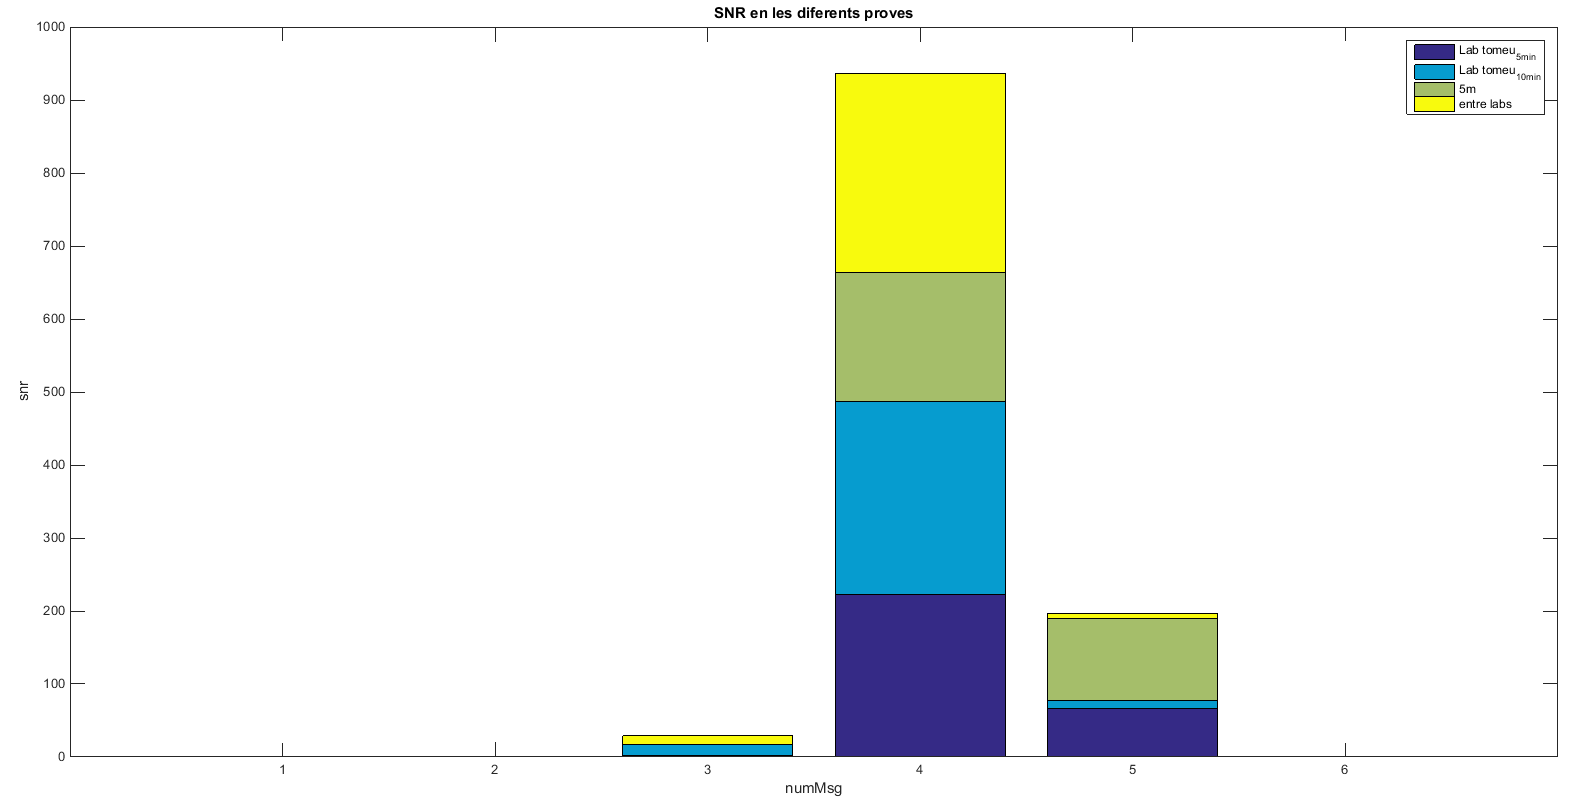 SNR en les diferents proves
1000
900
800
700
600
500
400
300
200
100
0
snr
1 2 3 4 5 6
numMsg
Lab tomeu5min
Lab tomeu10min
5m
entre labs